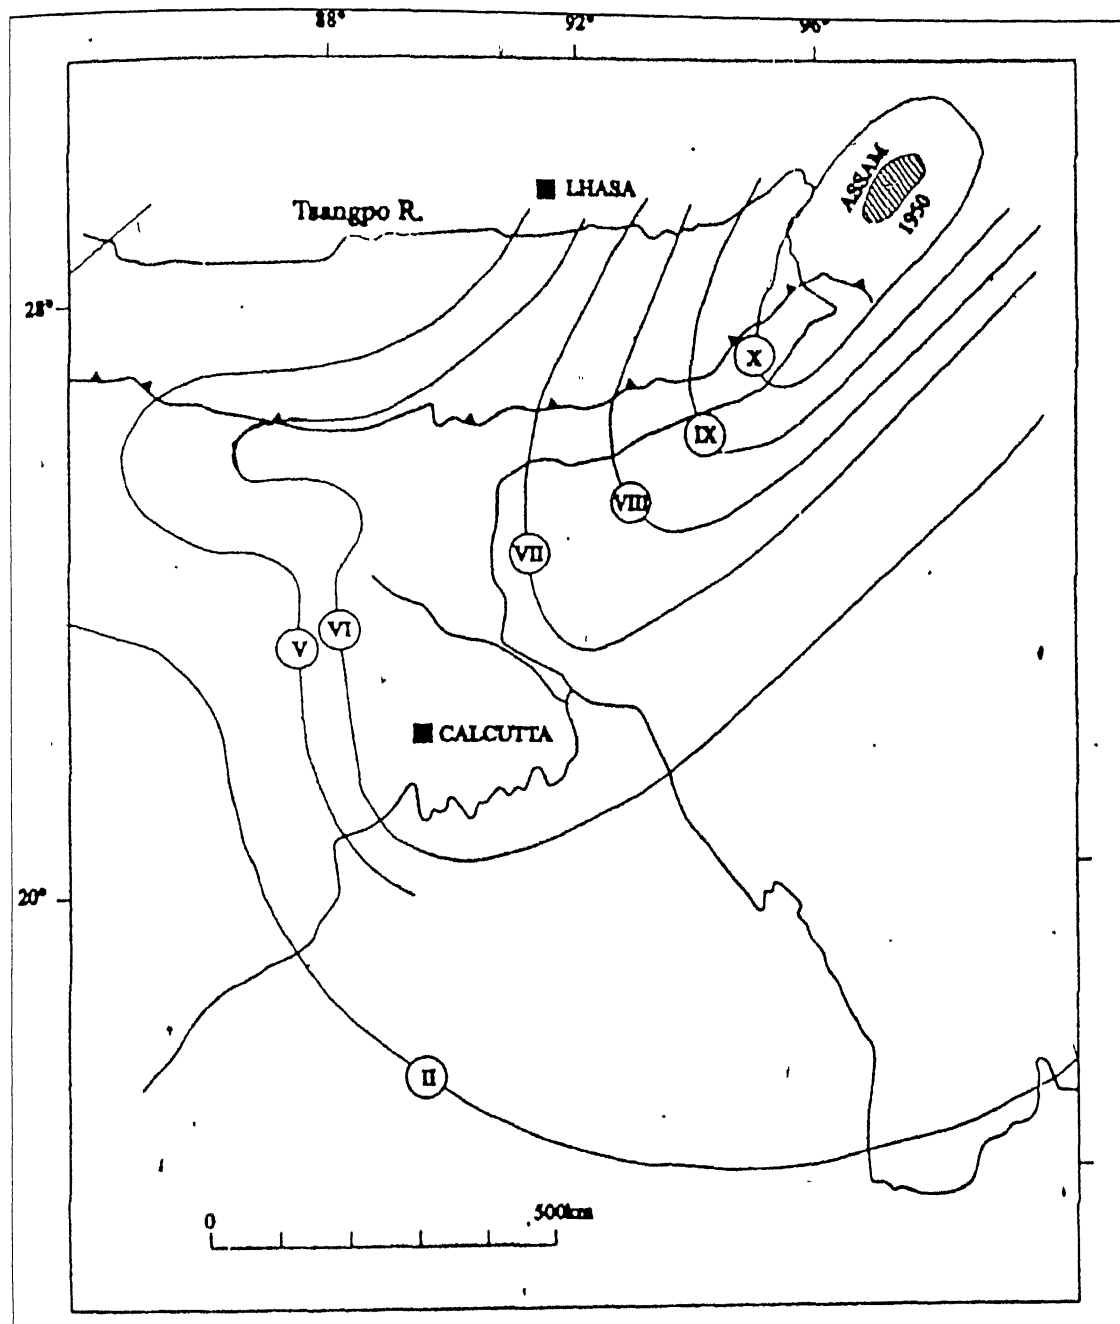 88° 92° 96°
ASSAM
1950
LHASA
Tsangpo R.
28°
X
IX
VIII
VII
VI
V
CALCUTTA
20°
II
0 500km